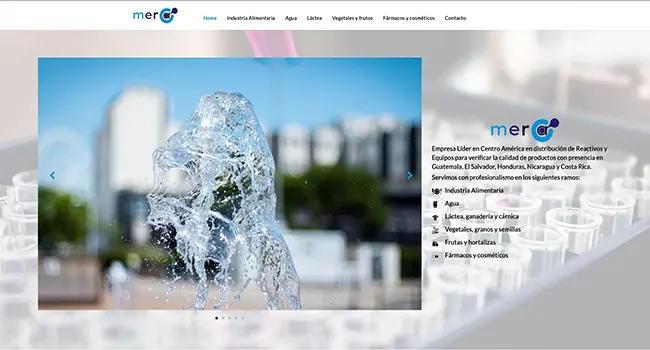 merca
Home Industria Alimentaria Agua Láctea Vegetales y frutos Fármacos y cosméticos Contacto
merca
Empresa Líder en Centro América en distribución de Reactivos y
Equipos para verificar la calidad de productos con presencia en
Guatemala, El Salvador, Honduras, Nicaragua y Costa Rica.
Servimos con profesionalismo en los siguientes ramos:
Industria Alimentaria
Agua
Láctea, ganadería y cárnica
Vegetales, granos y semillas
Frutas y hortalizas
Fármacos y cosméticos